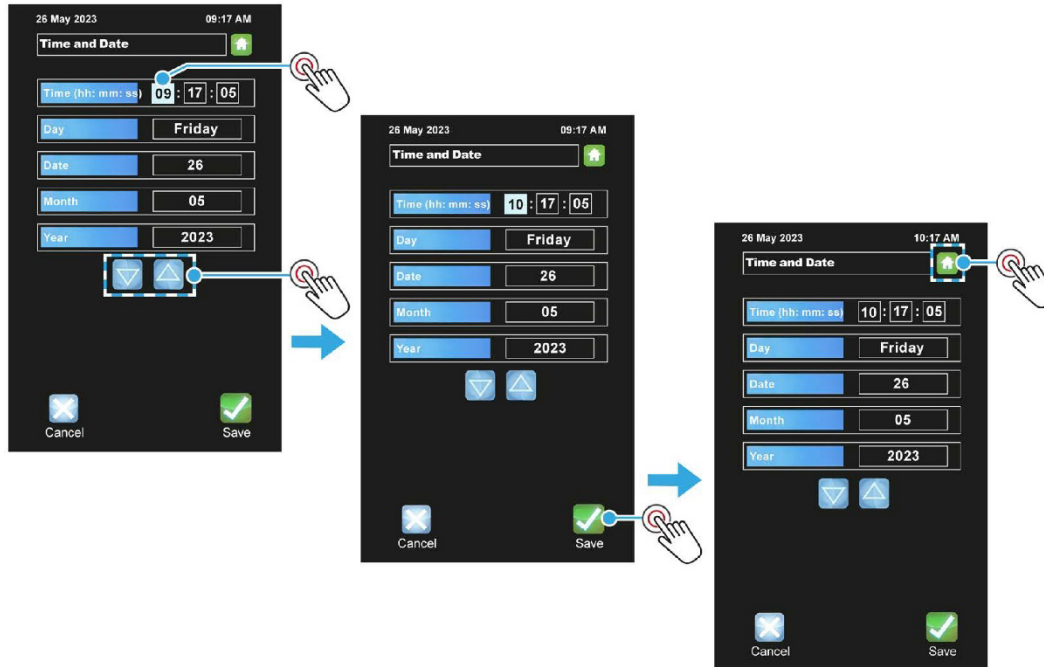 26 May 2023 09:17 AM
Time and Date
Time (hh: mm: ss) 09 : 17 : 05
Day Friday
Date 26
Month 05
Year 2023
Cancel Save
26 May 2023 09:17 AM
Time and Date
Time (hh: mm: ss) 10 : 17 : 05
Day Friday
Date 26
Month 05
Year 2023
Cancel Save
26 May 2023 10:17 AM
Time and Date
Time (hh: mm: ss) 10 : 17 : 05
Day Friday
Date 26
Month 05
Year 2023
Cancel Save